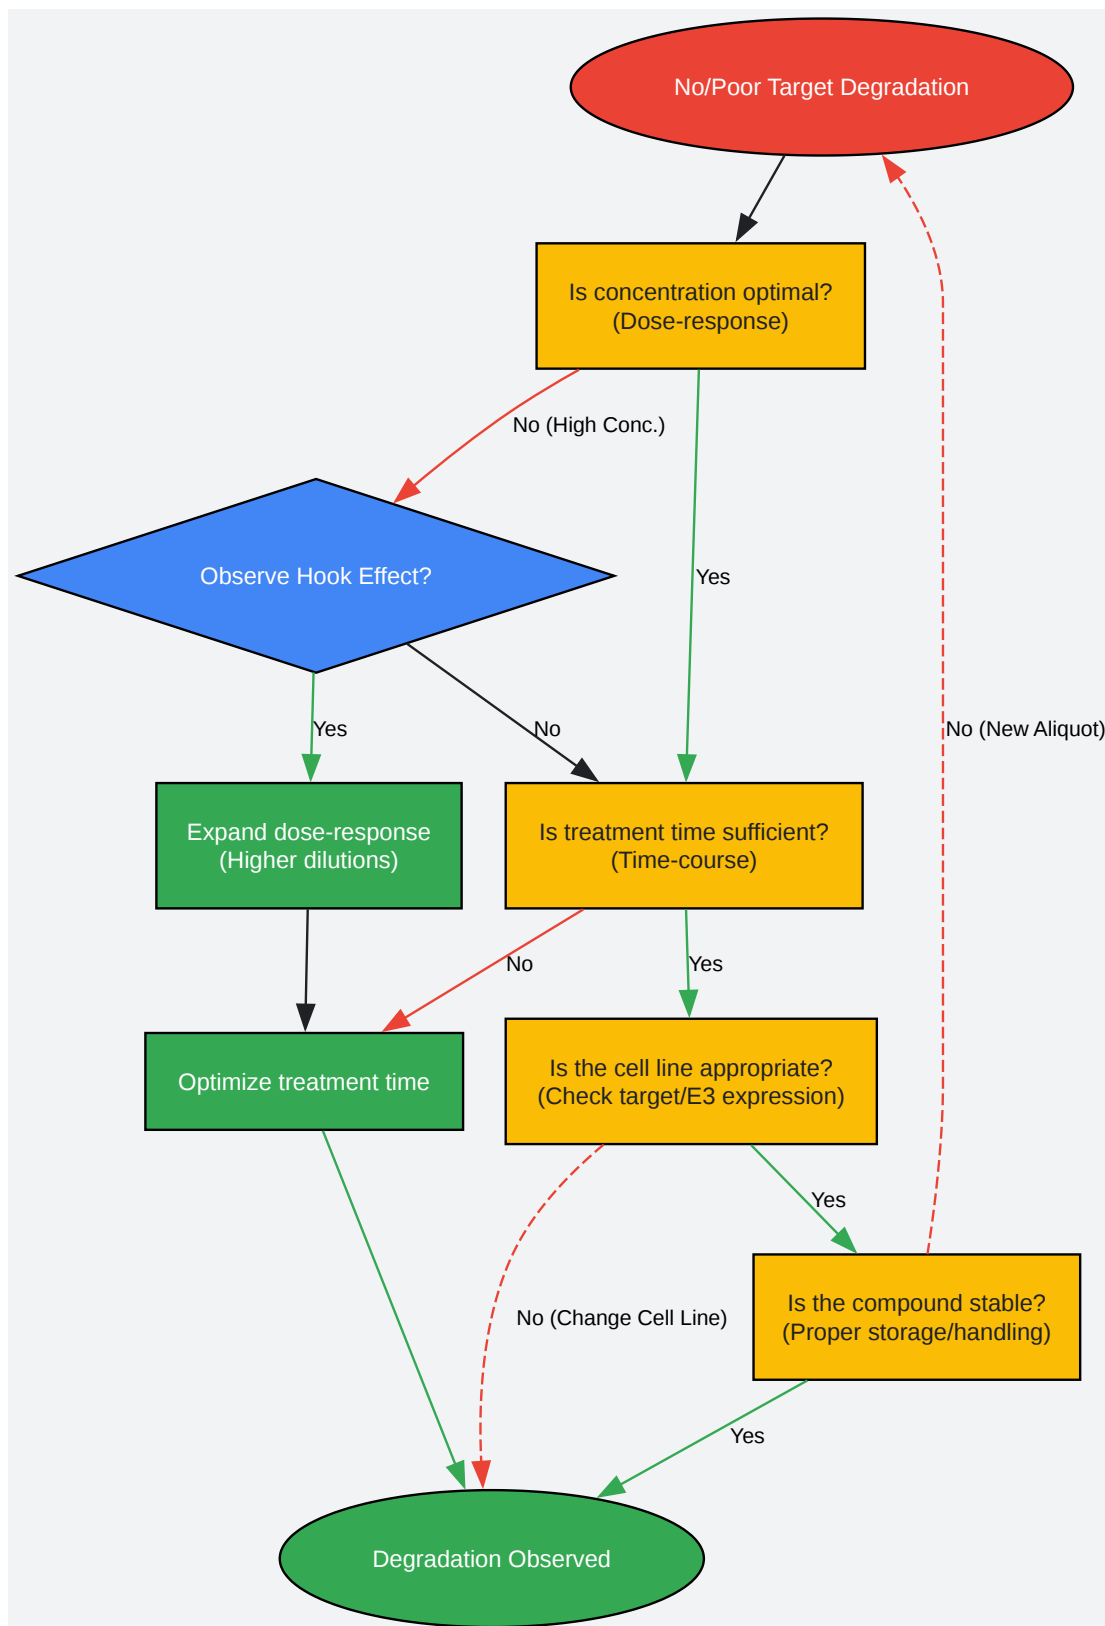 No/Poor Target Degradation
Is concentration optimal?
(Dose-response)
No (High Conc.)
Observe Hook Effect?
Yes
Yes
No
No (New Aliquot)
Expand dose-response
(Higher dilutions)
Is treatment time sufficient?
(Time-course)
No
Yes
Optimize treatment time
Is the cell line appropriate?
(Check target/E3 expression)
Yes
No (Change Cell Line)
Is the compound stable?
(Proper storage/handling)
Yes
Degradation Observed